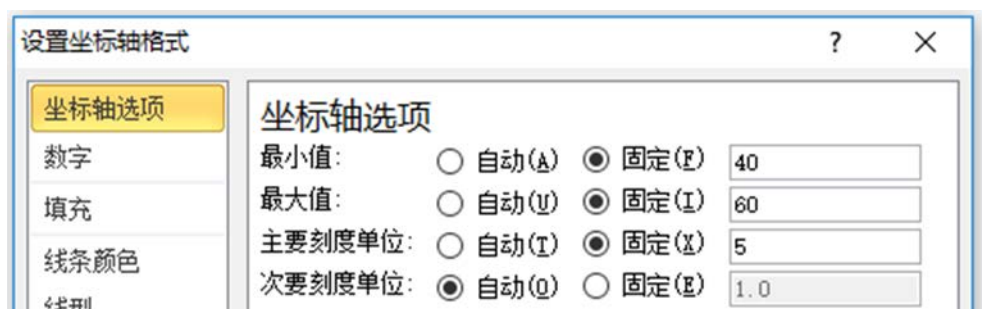 设置坐标轴格式 ? ×
坐标轴选项
数字
填充
线条颜色
线型
坐标轴选项
最小值: 自动(A) 固定(F) 40
最大值: 自动(U) 固定(I) 60
主要刻度单位: 自动(T) 固定(X) 5
次要刻度单位: 自动(O) 固定(E) 1.0